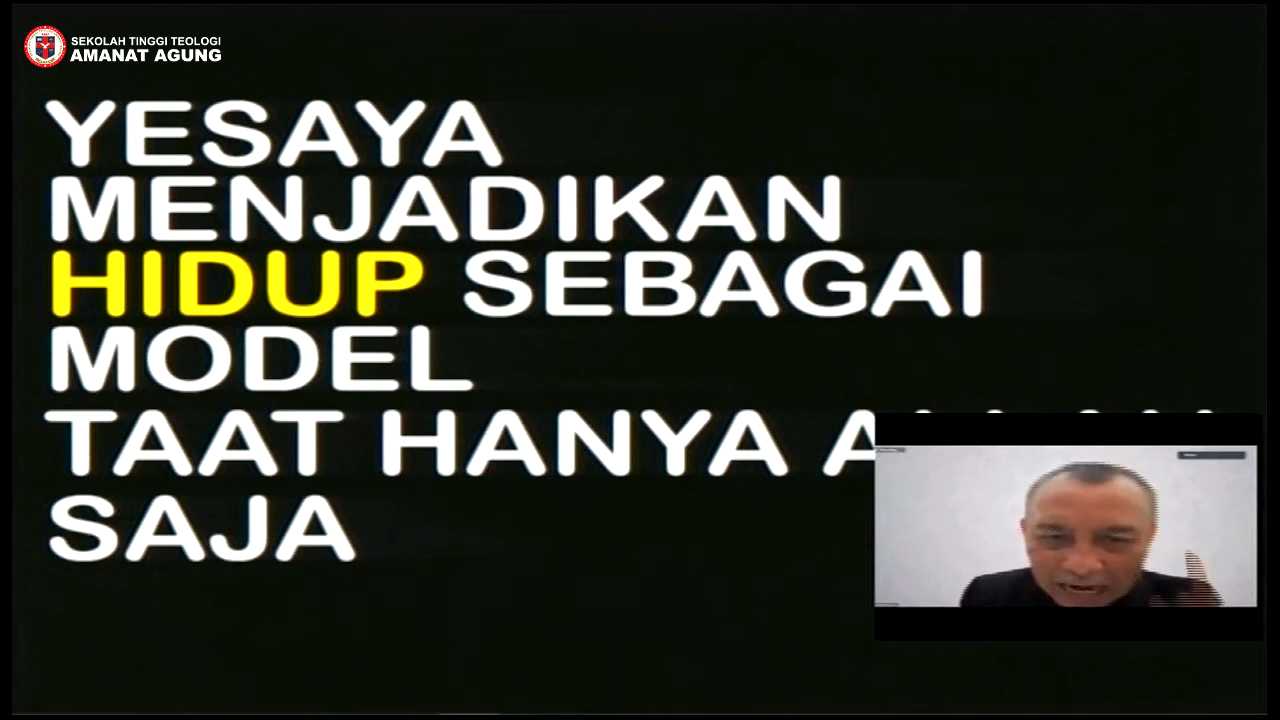 SEKOLAH TINGGI TEOLOGI
AMANAT AGUNG
YESAYA
MENJADIKAN
HIDUP SEBAGAI
MODEL
TAAT HANYA
SAJA